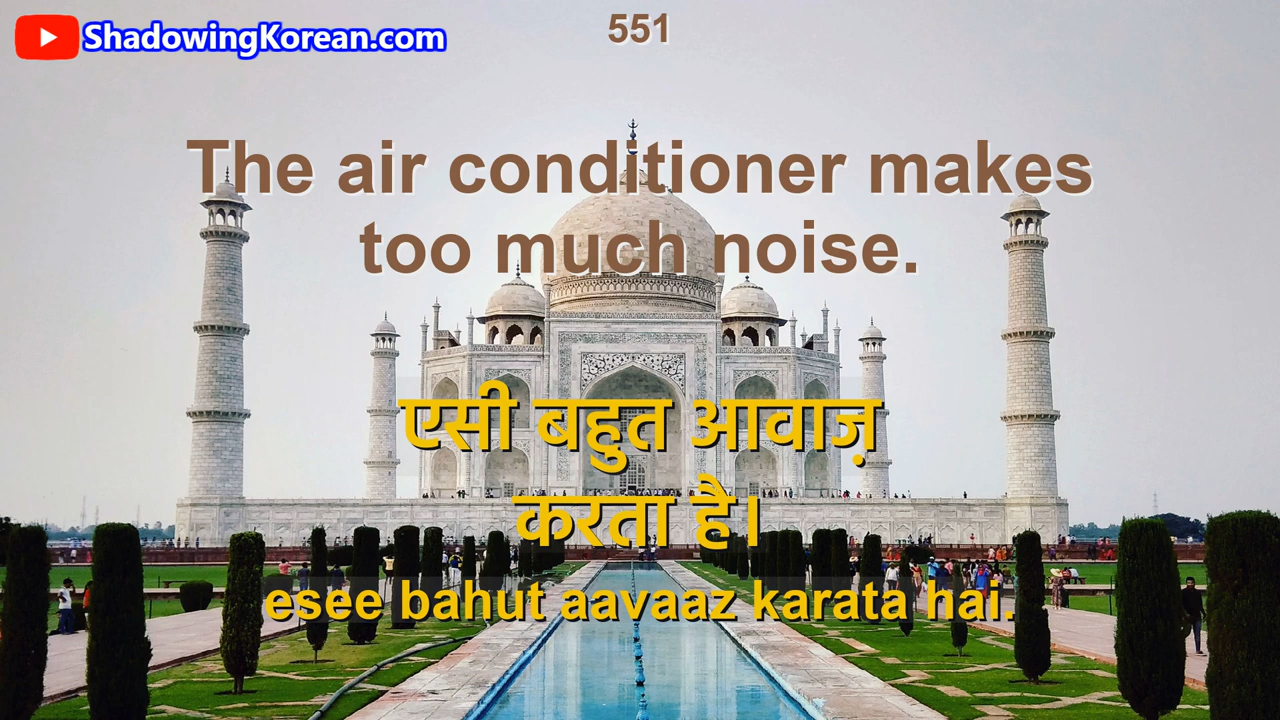 ShadowingKorean.com
551
The air conditioner makes
too much noise.
एसी बहुत आवाज़
करता है।
esee bahut aavaaz karata hai.